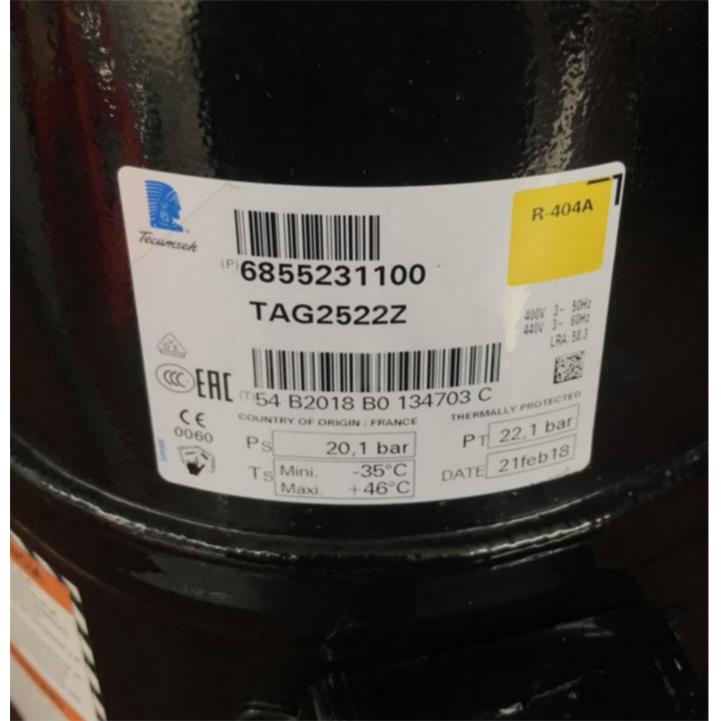 Tecumseh
R-404A
(P)6855231100
TAG2522Z
400V 3~ 50Hz
440V 3~ 60Hz
LRA: 58.3
(T)54 B2018 B0 134703 C
CCC EAC
COUNTRY OF ORIGIN : FRANCE
THERMALLY PROTECTED
CE
0060
PS 20,1 bar
PT 22,1 bar
TS Mini. -35°C
Maxi. +46°C
DATE 21feb18